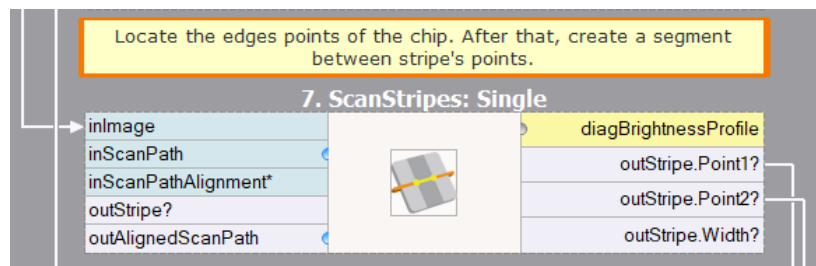 Locate the edges points of the chip. After that, create a segment
between stripe's points.
7. ScanStripes: Single
inImage
inScanPath
inScanPathAlignment*
outStripe?
outAlignedScanPath
diagBrightnessProfile
outStripe.Point1?
outStripe.Point2?
outStripe.Width?